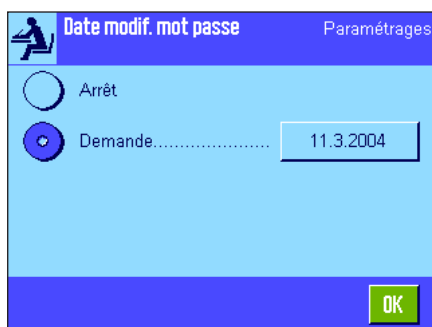 Date modif. mot passe Paramétrages
Arrêt
Demande...................... 11.3.2004
OK